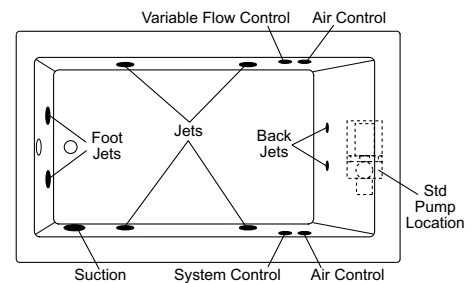 Variable Flow Control
Air Control
Foot
Jets
Jets
Back
Jets
Std
Pump
Location
Suction
System Control
Air Control